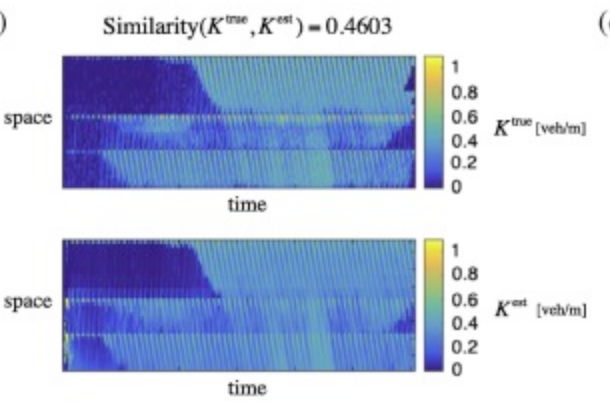 )
Similarity(K^true, K^est) = 0.4603
(
space
1
0.8
0.6
0.4
0.2
0
K^true [veh/m]
time
space
1
0.8
0.6
0.4
0.2
0
K^est [veh/m]
time